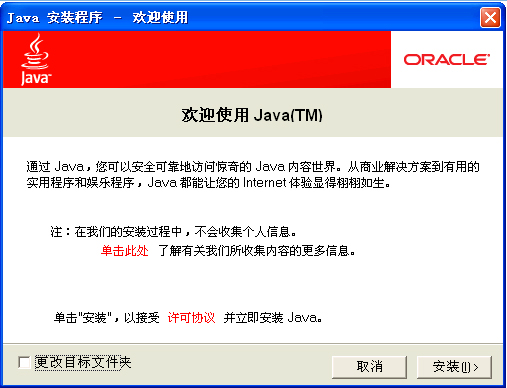 Java 安装程序 - 欢迎使用
Java™
ORACLE®
欢迎使用 Java(TM)
通过 Java，您可以安全可靠地访问惊奇的 Java 内容世界。从商业解决方案到有用的
实用程序和娱乐程序，Java 都能让您的 Internet 体验显得栩栩如生。
注：在我们的安装过程中，不会收集个人信息。
单击此处 了解有关我们所收集内容的更多信息。
单击"安装"，以接受 许可协议 并立即安装 Java。
更改目标文件夹
取消
安装(I)>